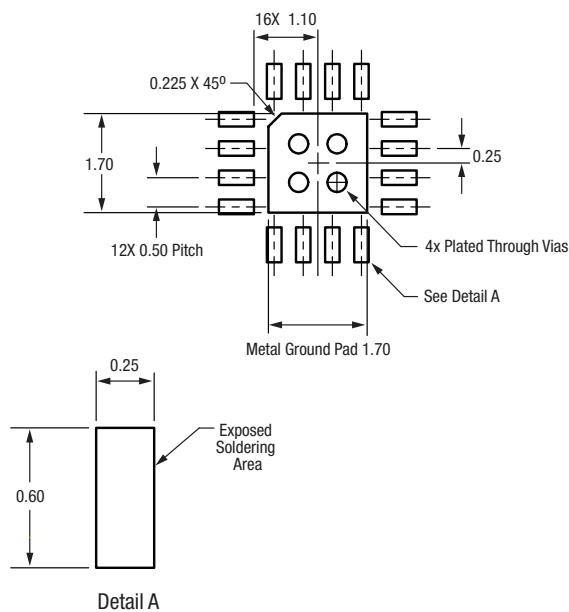 16X 1.10
0.225 X 45º
1.70
0.25
12X 0.50 Pitch
4x Plated Through Vias
See Detail A
Metal Ground Pad 1.70
0.25
Exposed
Soldering
Area
0.60
Detail A